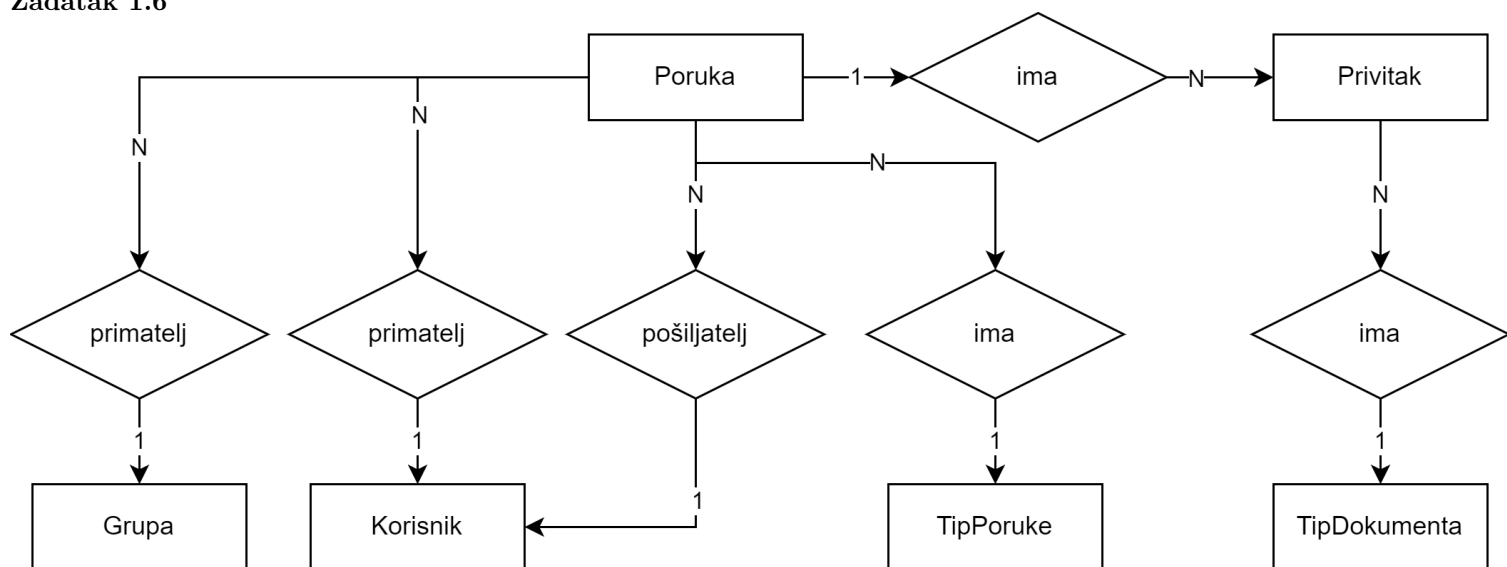 Zadatak 1.6
Poruka
1
ima
N
Privitak
N
N
N
N
N
primatelj
primatelj
pošiljatelj
ima
ima
1
1
1
1
1
Grupa
Korisnik
TipPoruke
TipDokumenta